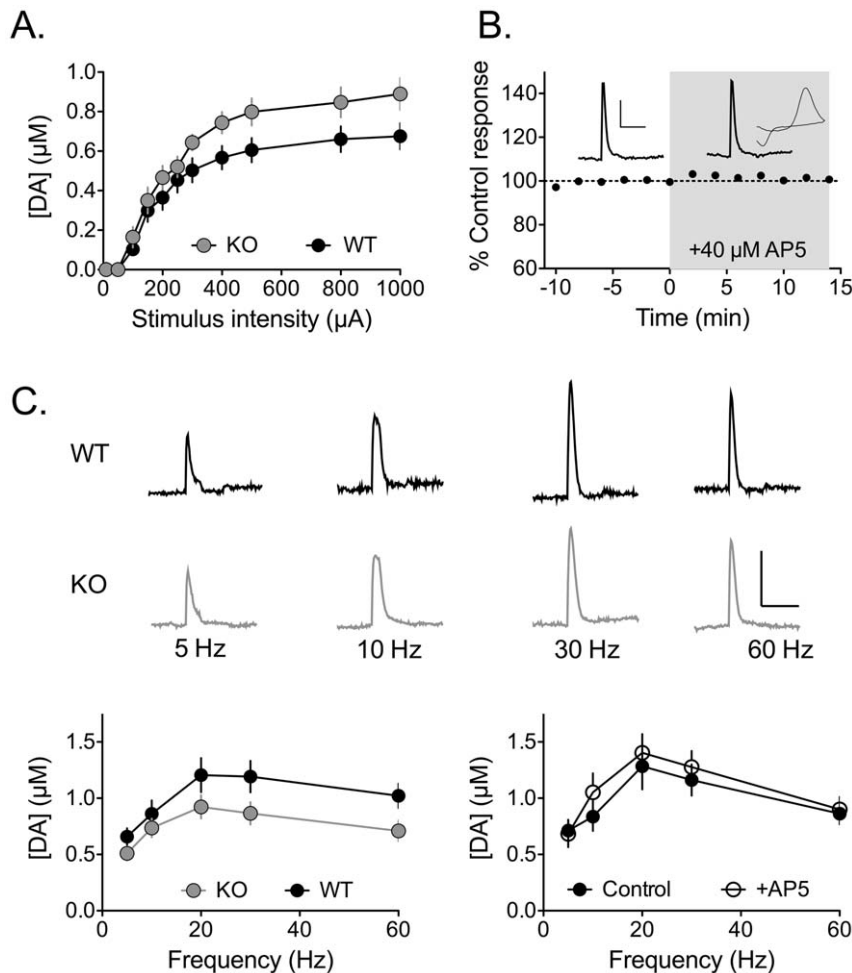 A.
[DA] (µM)
1.0
0.8
0.6
0.4
0.2
0.0
KO
WT
0
200
400
600
800
1000
Stimulus intensity (µA)
B.
% Control response
140
120
100
80
60
+40 µM AP5
-10
-5
0
5
10
15
Time (min)
C.
WT
KO
5 Hz
10 Hz
30 Hz
60 Hz
[DA] (µM)
1.5
1.0
0.5
0.0
KO
WT
0
20
40
60
Frequency (Hz)
[DA] (µM)
1.5
1.0
0.5
0.0
Control
+AP5
0
20
40
60
Frequency (Hz)